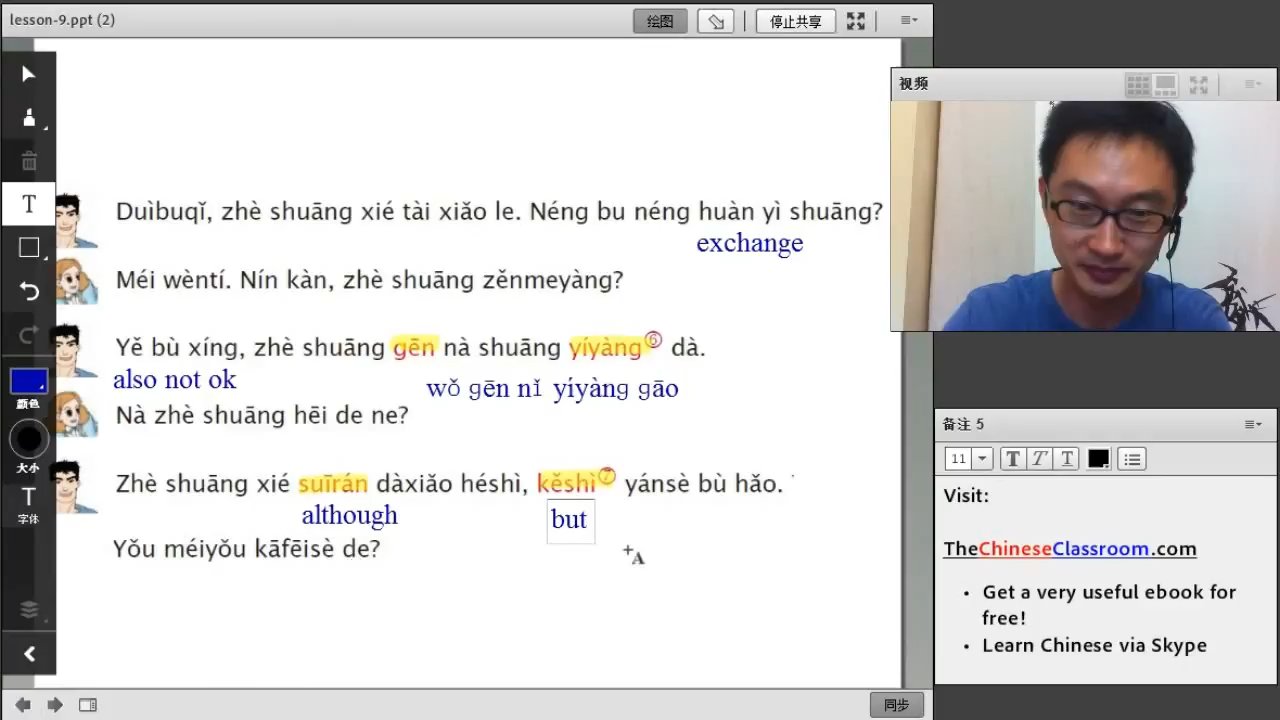 lesson-9.ppt (2)
绘图
停止共享
视频
Duìbuqǐ, zhè shuāng xié tài xiǎo le. Néng bu néng huàn yì shuāng?
exchange
Méi wèntí. Nín kàn, zhè shuāng zěnmeyàng?
Yě bù xíng, zhè shuāng gēn nà shuāng yíyàng⑥ dà.
also not ok
wǒ gēn nǐ yíyàng gāo
Nà zhè shuāng hēi de ne?
Zhè shuāng xié suīrán dàxiǎo héshì, kěshì⑦ yánsè bù hǎo.
although
but
Yǒu méiyǒu kāfēisè de?
T
颜色
大小
T
字体
A
备注 5
11
T T T
Visit:
TheChineseClassroom.com
• Get a very useful ebook for
free!
• Learn Chinese via Skype
同步